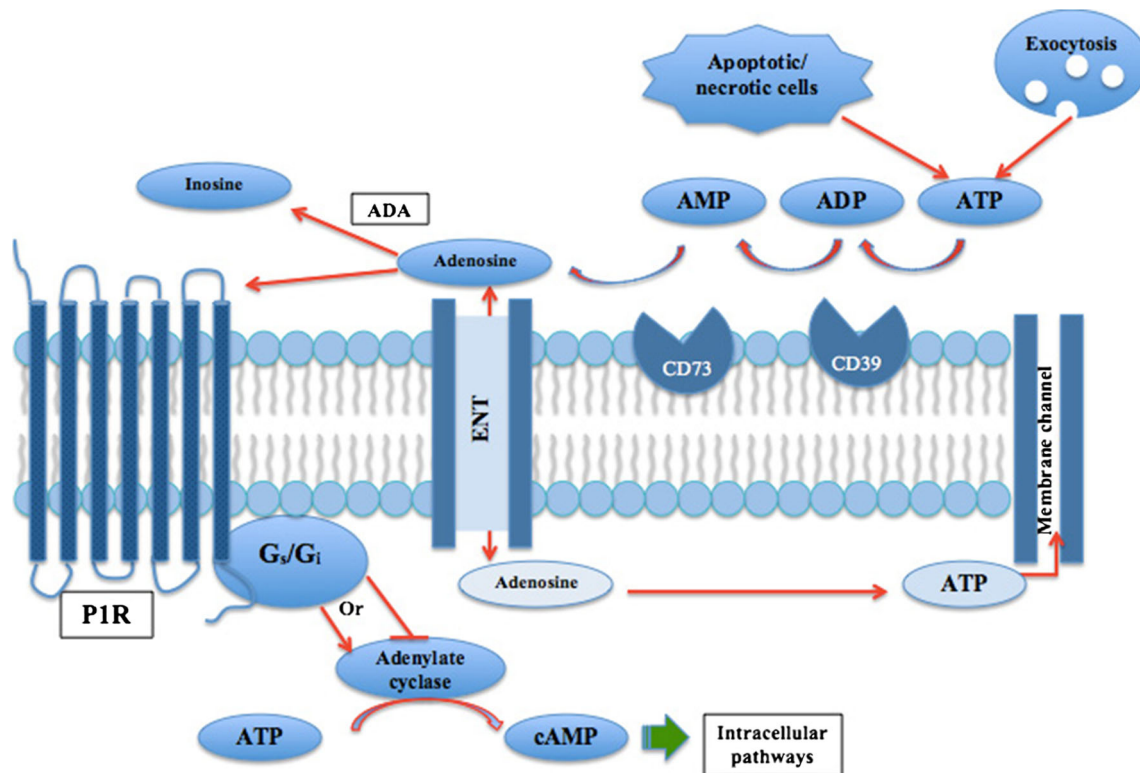 Apoptotic/
necrotic cells
Exocytosis
Inosine
ADA
AMP
ADP
ATP
Adenosine
CD73
CD39
ENT
Membrane channel
Gs/Gi
Adenosine
ATP
P1R
Or
Adenylate
cyclase
ATP
cAMP
Intracellular
pathways